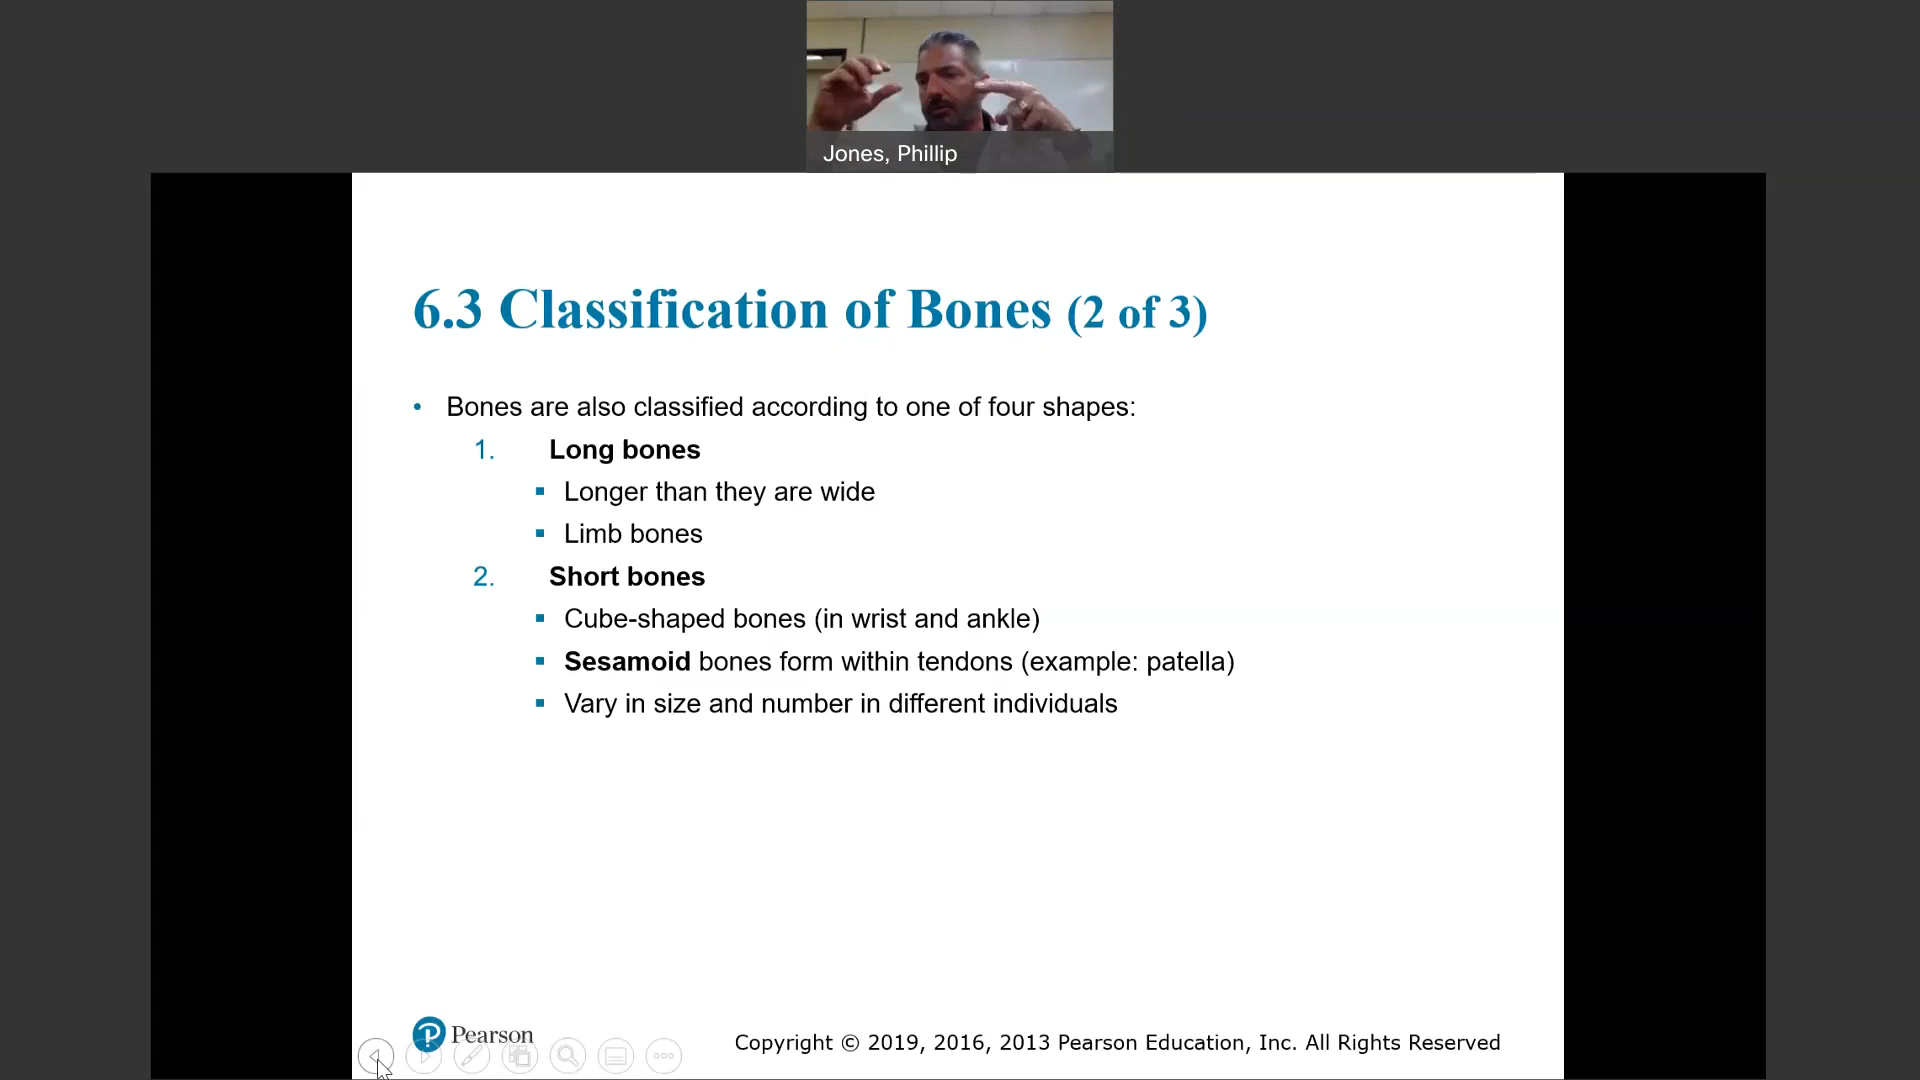 Jones, Phillip
6.3 Classification of Bones (2 of 3)
• Bones are also classified according to one of four shapes:
1. Long bones
▪ Longer than they are wide
▪ Limb bones
2. Short bones
▪ Cube-shaped bones (in wrist and ankle)
▪ Sesamoid bones form within tendons (example: patella)
▪ Vary in size and number in different individuals
Pearson
Copyright © 2019, 2016, 2013 Pearson Education, Inc. All Rights Reserved